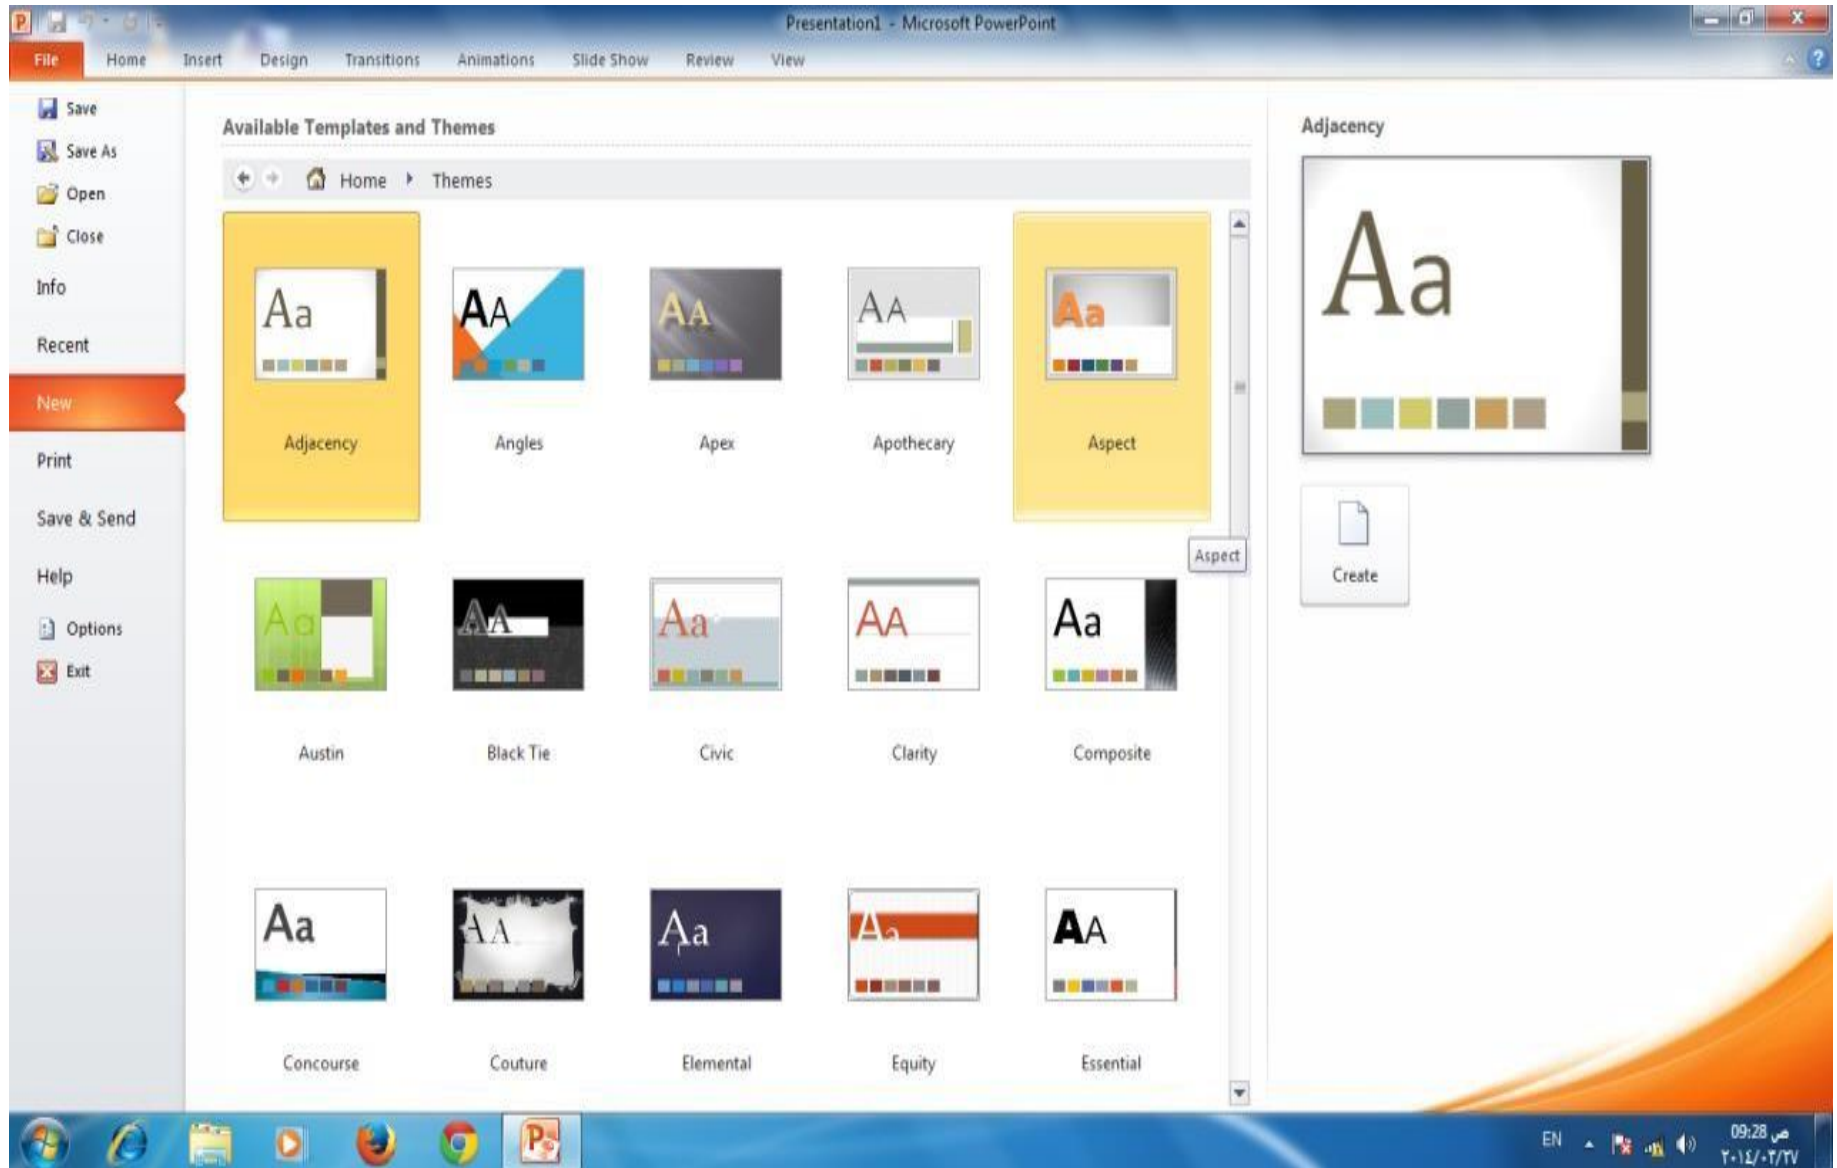 Presentation1 - Microsoft PowerPoint
File Home Insert Design Transitions Animations Slide Show Review View
Save
Save As
Open
Close
Info
Recent
New
Print
Save & Send
Help
Options
Exit
Available Templates and Themes
Home Themes
Aa AA AA AA Aa
Adjacency Angles Apex Apothecary Aspect
Aspect
Aa AA Aa AA Aa
Austin Black Tie Civic Clarity Composite
Aa AA Aa Aa AA
Concourse Couture Elemental Equity Essential
Adjacency
Aa
Create
EN
09:28 ص
٢٠١٤/٠٣/٢٧